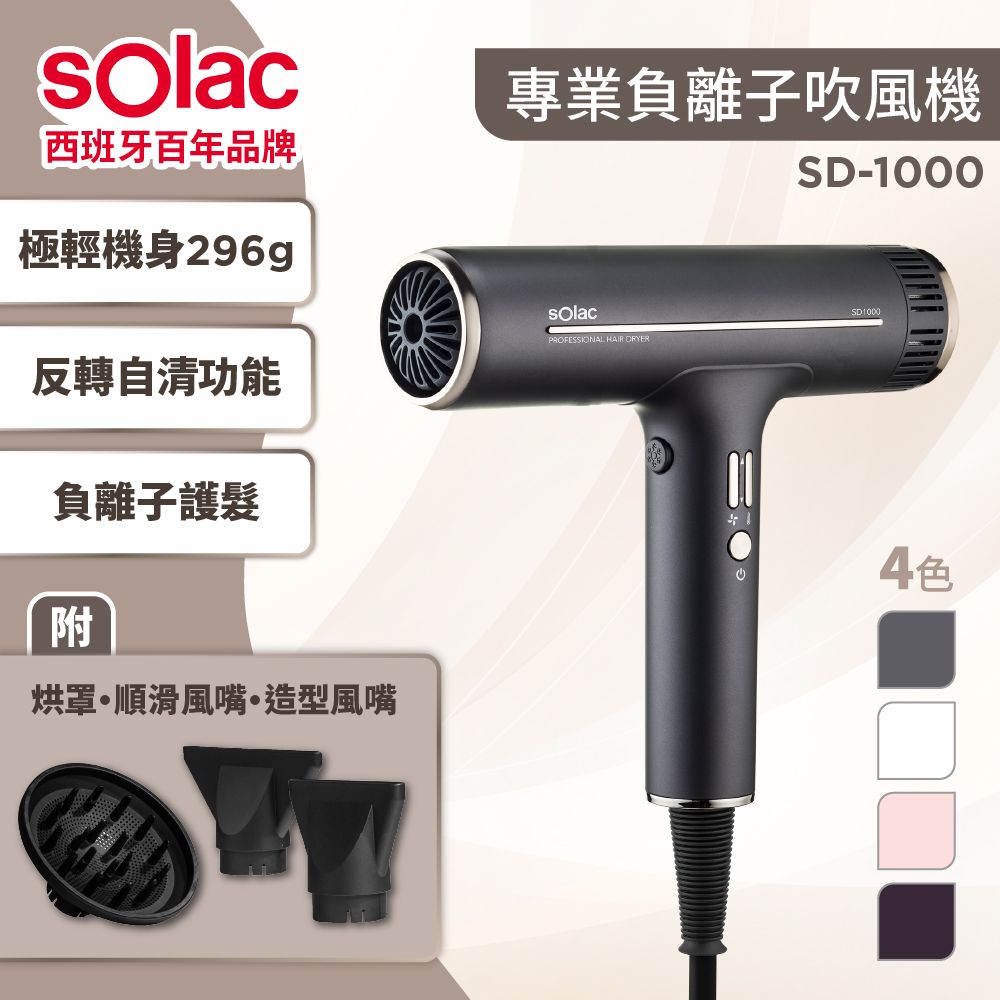 solac
西班牙百年品牌
專業負離子吹風機
SD-1000
極輕機身296g
反轉自清功能
負離子護髮
附
烘罩•順滑風嘴•造型風嘴
solac
SD1000
PROFESSIONAL HAIR DRYER
4色